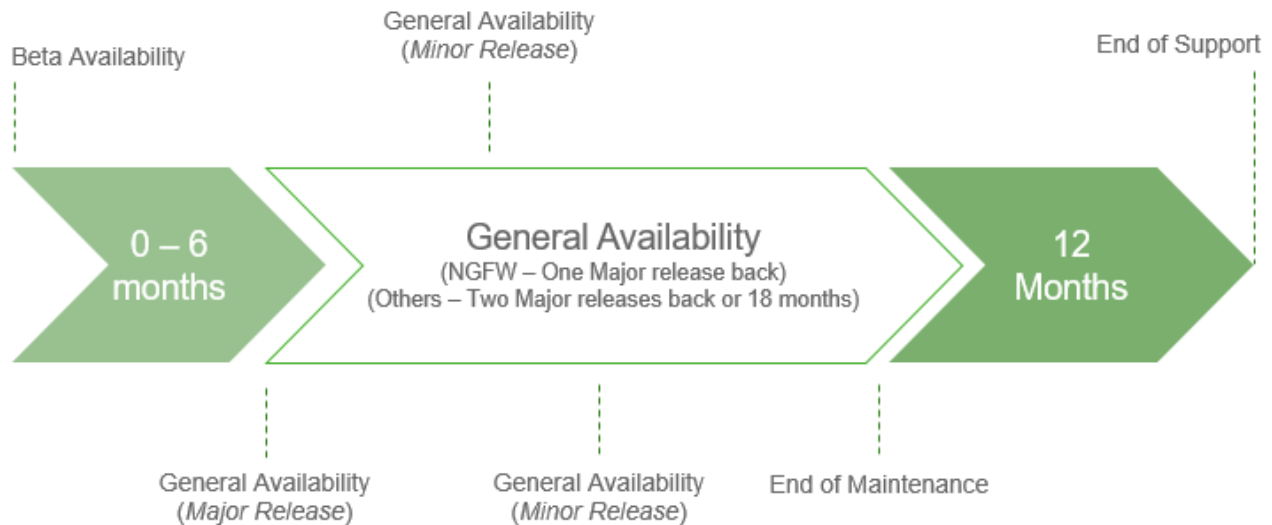 General Availability
(Minor Release)
Beta Availability
End of Support
0 – 6
months
General Availability
(NGFW – One Major release back)
(Others – Two Major releases back or 18 months)
12
Months
General Availability
(Major Release)
General Availability
(Minor Release)
End of Maintenance